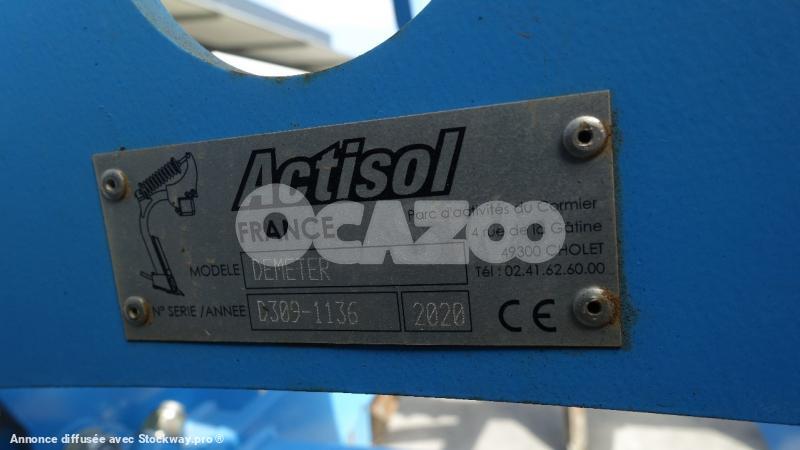 Actisol
OCAZOO
FRANCE
Parc d'activités du Cormier
4 rue de la Gâtine
49300 CHOLET
Tél : 02.41.62.60.00
MODELE DEMETER
N° SERIE /ANNEE D309-1136 2020 CE
Annonce diffusée avec Stockway.pro ®